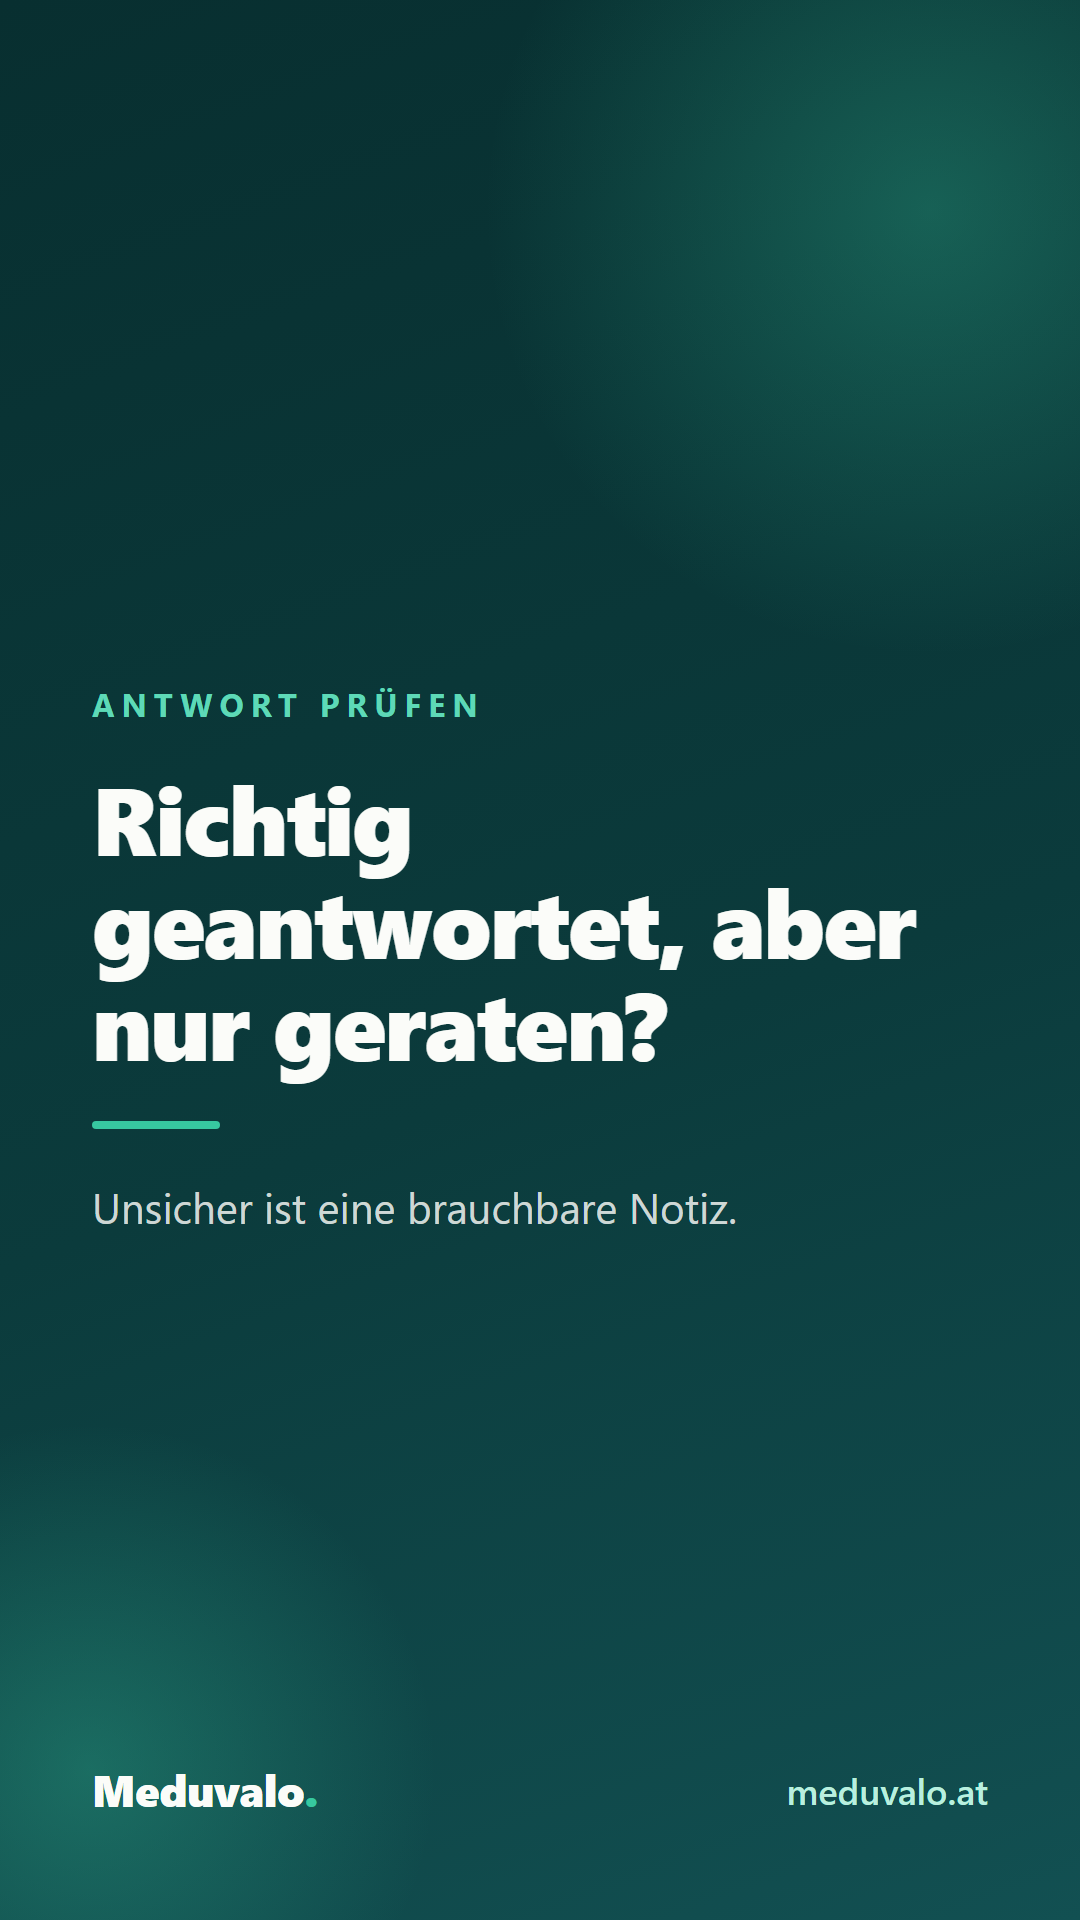 ANTWORT PRÜFEN
Richtig
geantwortet, aber
nur geraten?
Unsicher ist eine brauchbare Notiz.
Meduvalo.
meduvalo.at